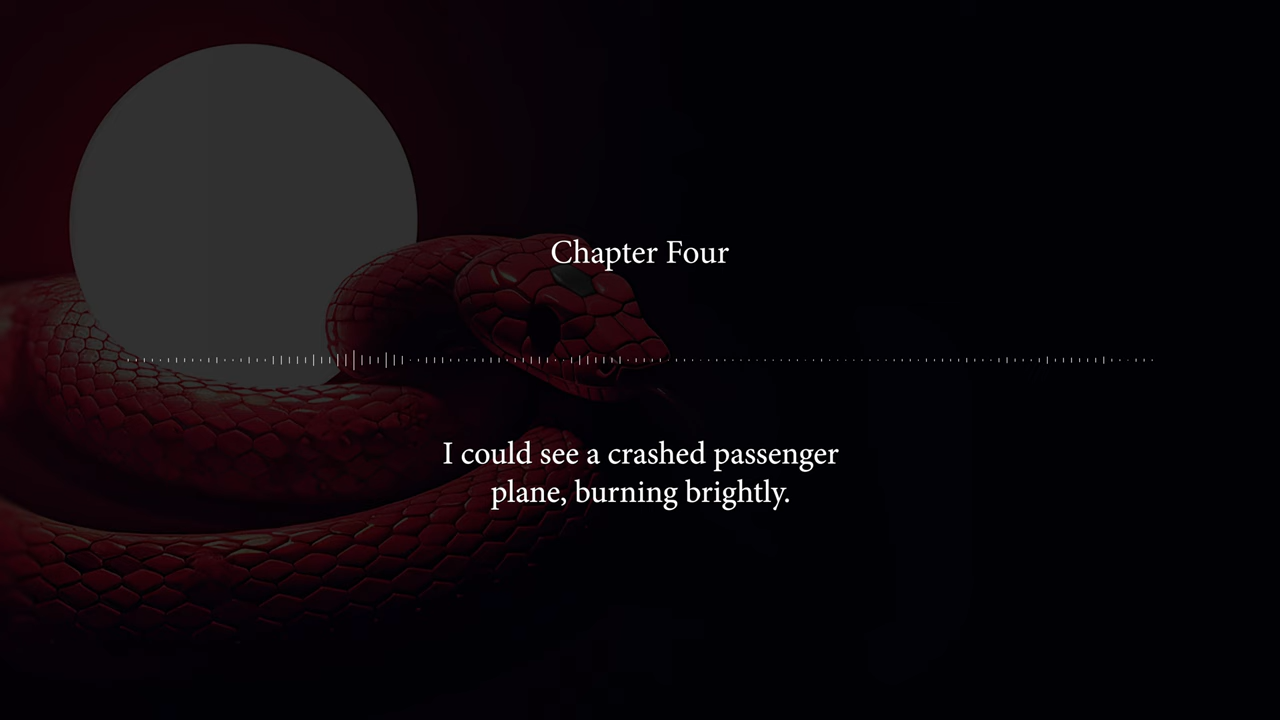 Chapter Four
I could see a crashed passenger
plane, burning brightly.